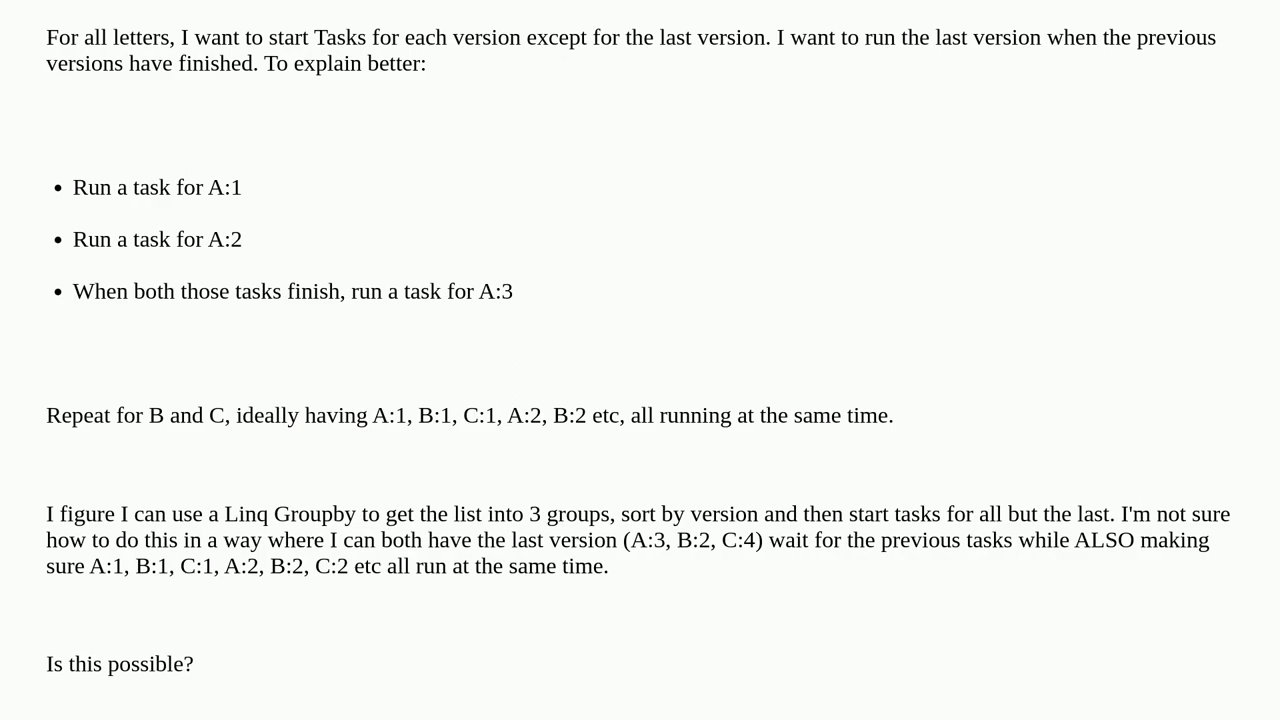 For all letters, I want to start Tasks for each version except for the last version. I want to run the last version when the previous
versions have finished. To explain better:
• Run a task for A:1
• Run a task for A:2
• When both those tasks finish, run a task for A:3
Repeat for B and C, ideally having A:1, B:1, C:1, A:2, B:2 etc, all running at the same time.
I figure I can use a Linq Groupby to get the list into 3 groups, sort by version and then start tasks for all but the last. I'm not sure
how to do this in a way where I can both have the last version (A:3, B:2, C:4) wait for the previous tasks while ALSO making
sure A:1, B:1, C:1, A:2, B:2, C:2 etc all run at the same time.
Is this possible?